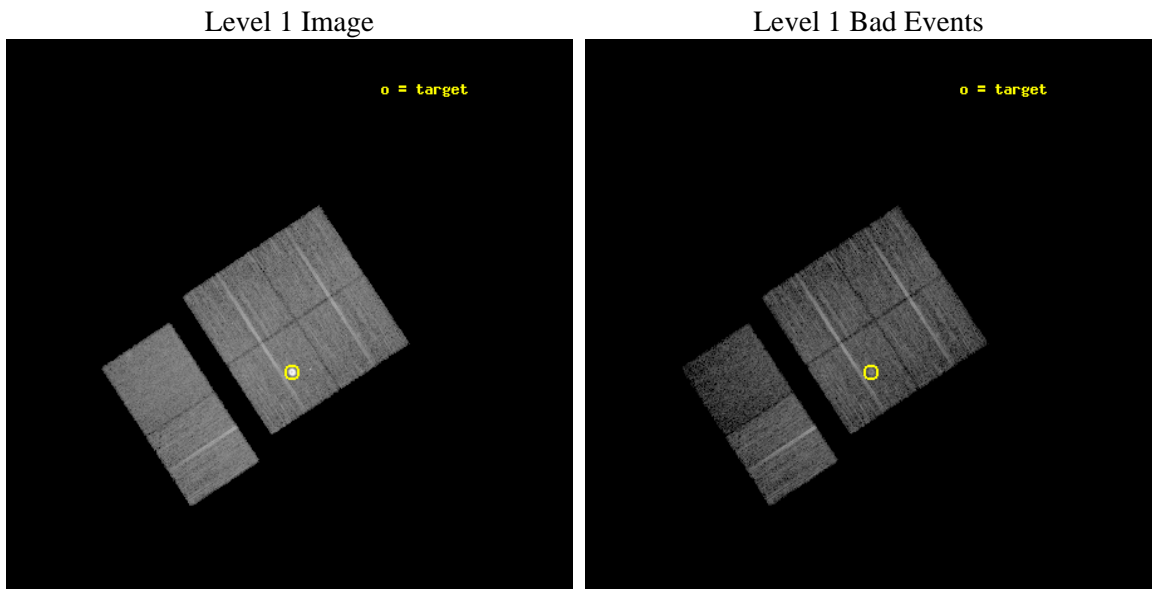 Level 1 Image
Level 1 Bad Events
o = target
o = target